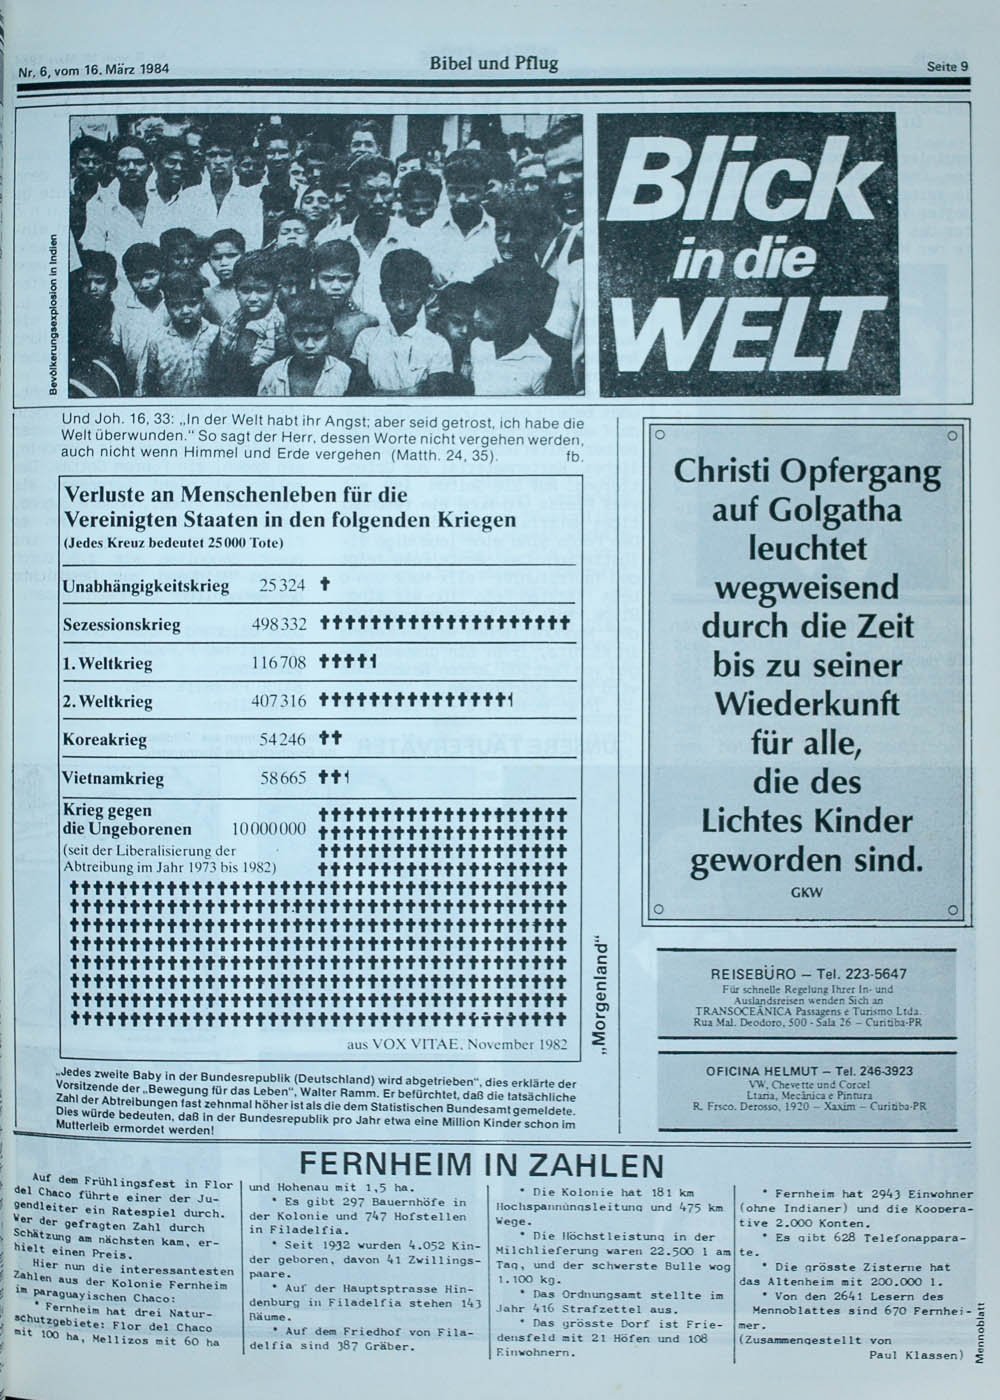 Nr. 6, vom 16. März 1984
Bibel und Pflug
Seite 9
Bevölkerungsexplosion in Indien
Blick
in die
WELT
Und Joh. 16, 33: „In der Welt habt ihr Angst; aber seid getrost, ich habe die
Welt überwunden.“ So sagt der Herr, dessen Worte nicht vergehen werden,
auch nicht wenn Himmel und Erde vergehen (Matth. 24, 35). fb.
Verluste an Menschenleben für die
Vereinigten Staaten in den folgenden Kriegen
(Jedes Kreuz bedeutet 25000 Tote)
Unabhängigkeitskrieg 25324
Sezessionskrieg 498332
1. Weltkrieg 116708
2. Weltkrieg 407316
Koreakrieg 54246
Vietnamkrieg 58665
Krieg gegen
die Ungeborenen 10000000
(seit der Liberalisierung der
Abtreibung im Jahr 1973 bis 1982)
aus VOX VITAE, November 1982
„Morgenland“
„Jedes zweite Baby in der Bundesrepublik (Deutschland) wird abgetrieben“, dies erklärte der
Vorsitzende der „Bewegung für das Leben“, Walter Ramm. Er befürchtet, daß die tatsächliche
Zahl der Abtreibungen fast zehnmal höher ist als die dem Statistischen Bundesamt gemeldete.
Dies würde bedeuten, daß in der Bundesrepublik pro Jahr etwa eine Million Kinder schon im
Mutterleib ermordet werden!
Christi Opfergang
auf Golgatha
leuchtet
wegweisend
durch die Zeit
bis zu seiner
Wiederkunft
für alle,
die des
Lichtes Kinder
geworden sind.
GKW
REISEBÜRO – Tel. 223-5647
Für schnelle Regelung Ihrer In- und
Auslandsreisen wenden Sich an
TRANSOCEÂNICA Passagens e Turismo Ltda.
Rua Mal. Deodoro, 500 - Sala 26 – Curitiba-PR
OFICINA HELMUT – Tel. 246-3923
VW, Chevette und Corcel
Ltaria, Mecânica e Pintura
R. Frsco. Derosso, 1920 – Xaxim – Curitiba-PR
FERNHEIM IN ZAHLEN
Auf dem Frühlingsfest in Flor
del Chaco führte einer der Ju-
gendleiter ein Ratespiel durch.
Wer der gefragten Zahl durch
Schätzung am nächsten kam, er-
hielt einen Preis.
Hier nun die interessantesten
Zahlen aus der Kolonie Fernheim
im paraguayischen Chaco:
* Fernheim hat drei Natur-
schutzgebiete: Flor del Chaco
mit 100 ha, Mellizos mit 60 ha
und Hohenau mit 1,5 ha.
* Es gibt 297 Bauernhöfe in
der Kolonie und 747 Hofstellen
in Filadelfia.
* Seit 1932 wurden 4.052 Kin-
der geboren, davon 41 Zwillings-
paare.
* Auf der Hauptsptrasse Hin-
denburg in Filadelfia stehen 143
Bäume.
* Auf dem Friedhof von Fila-
delfia sind 387 Gräber.
* Die Kolonie hat 181 km
Hochspannungsleitung und 475 km
Wege.
* Die Höchstleistung in der
Milchlieferung waren 22.500 l am
Tag, und der schwerste Bulle wog
1.100 kg.
* Das Ordnungsamt stellte im
Jahr 416 Strafzettel aus.
* Das grösste Dorf ist Frie-
densfeld mit 21 Höfen und 108
Einwohnern.
* Fernheim hat 2943 Einwohner
(ohne Indianer) und die Koopera-
tive 2.000 Konten.
* Es gibt 628 Telefonappara-
te.
* Die grösste Zisterne hat
das Altenheim mit 200.000 l.
* Von den 2641 Lesern des
Mennoblattes sind 670 Fernhei-
mer.
(Zusammengestellt von
Paul Klassen)
Mennoblatt